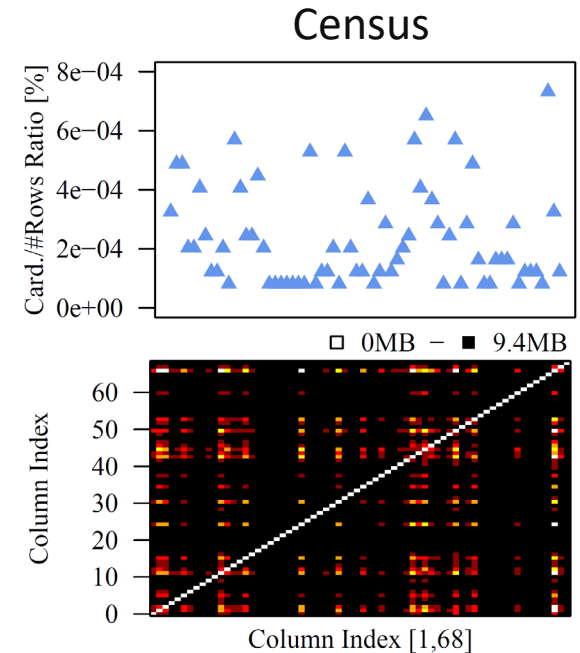 Census
Card./#Rows Ratio [%]
8e−04
6e−04
4e−04
2e−04
0e+00
0MB − 9.4MB
Column Index
60
50
40
30
20
10
0
Column Index [1,68]